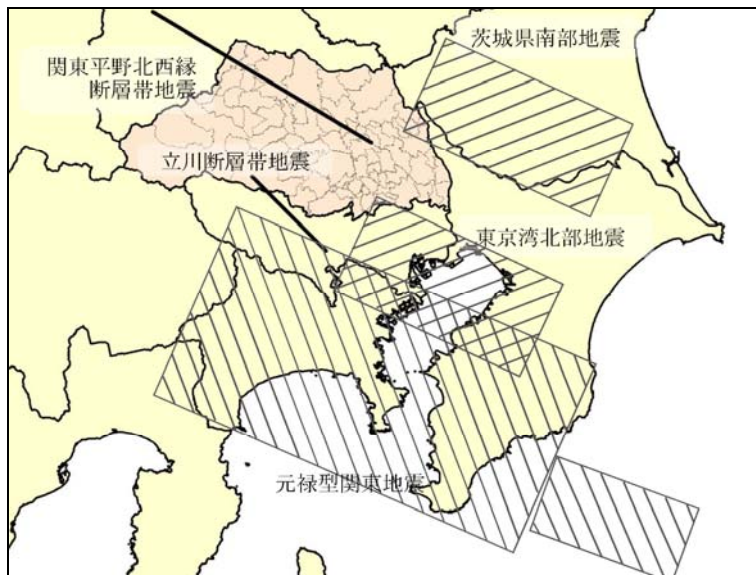 茨城県南部地震
関東平野北西縁
断層帯地震
立川断層帯地震
東京湾北部地震
元禄型関東地震